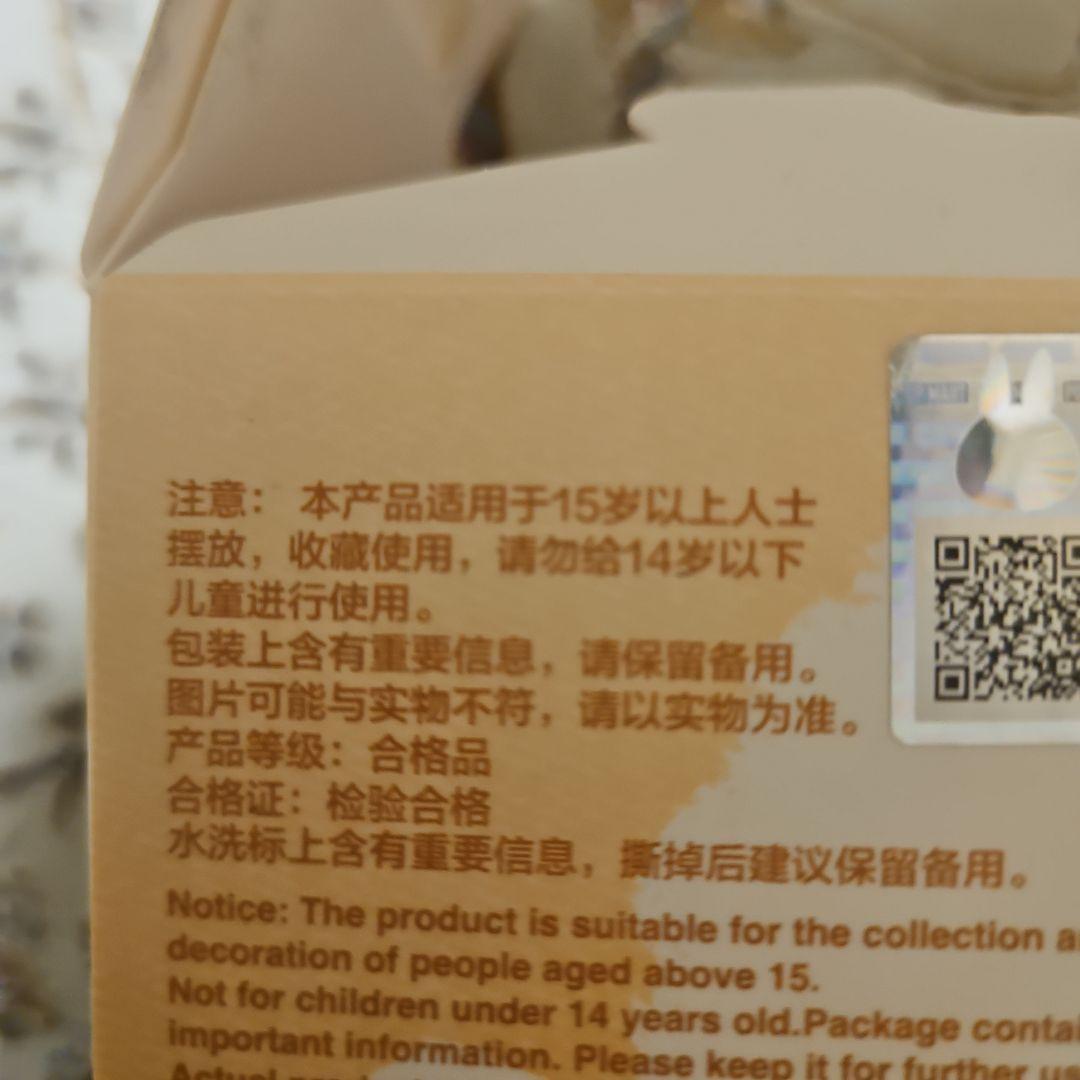 注意： 本产品适用于15岁以上人士
摆放，收藏使用，请勿给14岁以下
儿童进行使用。
包装上含有重要信息，请保留备用。
图片可能与实物不符，请以实物为准。
产品等级：合格品
合格证：检验合格
水洗标上含有重要信息，撕掉后建议保留备用。
Notice: The product is suitable for the collection
decoration of people aged above 15.
Not for children under 14 years old.Package
important information. Please keep it for further
Actual